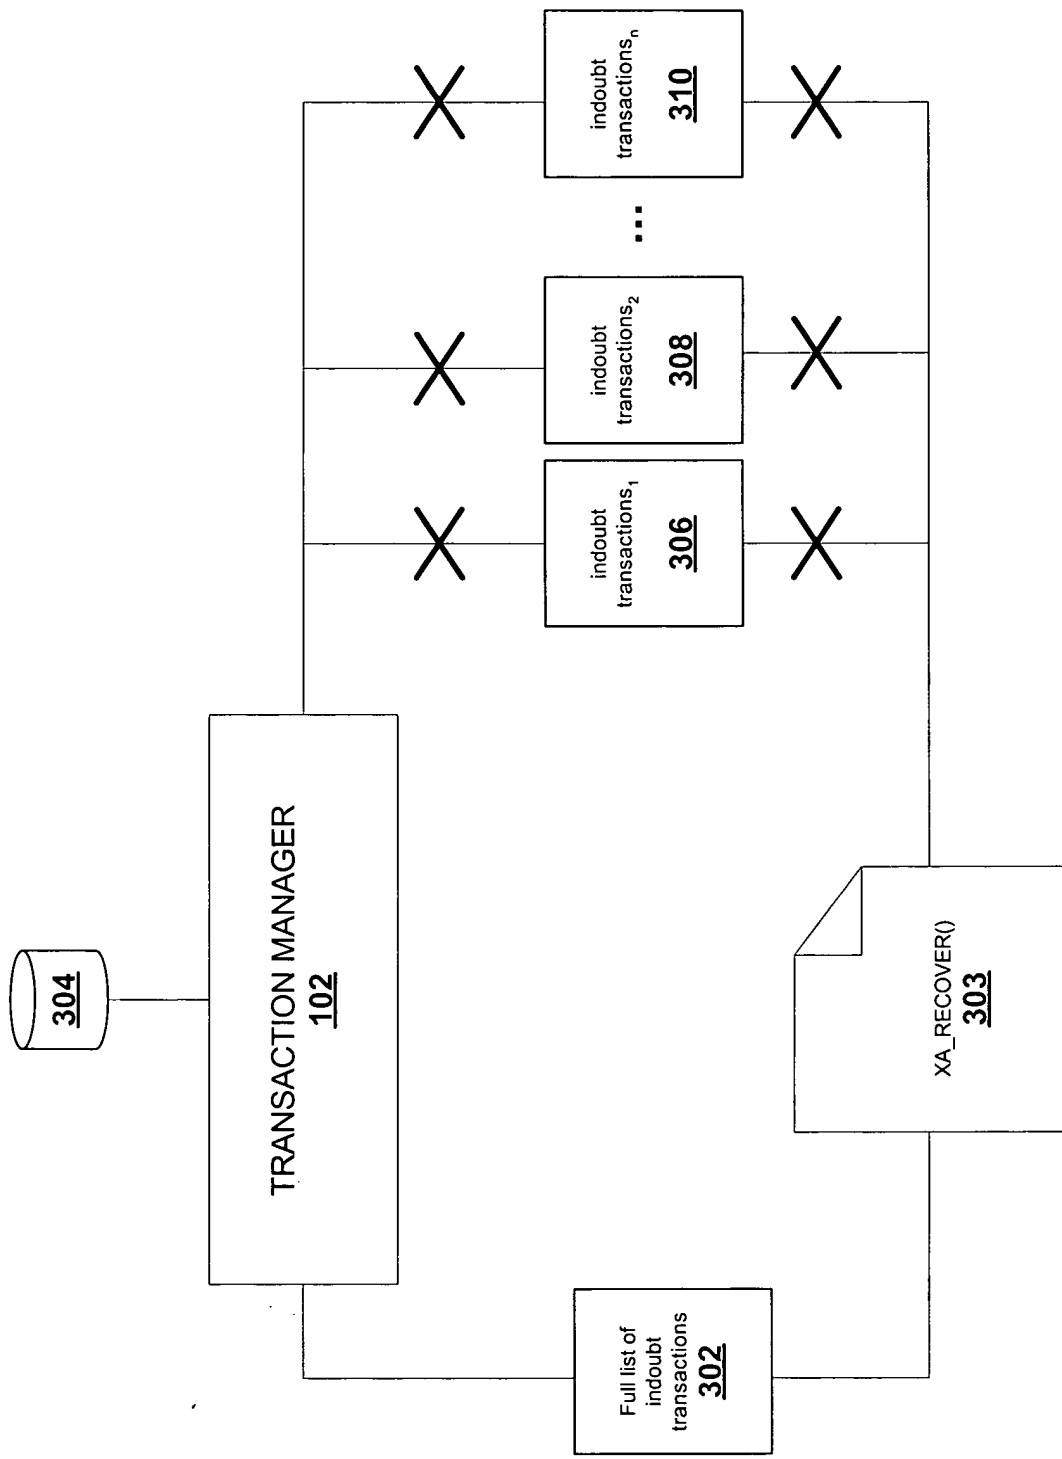 304
TRANSACTION MANAGER
102
Full list of
indoubt
transactions
302
indoubt
transactions₁
306
indoubt
transactions₂
308
...
indoubt
transactionsₙ
310
XA_RECOVER()
303